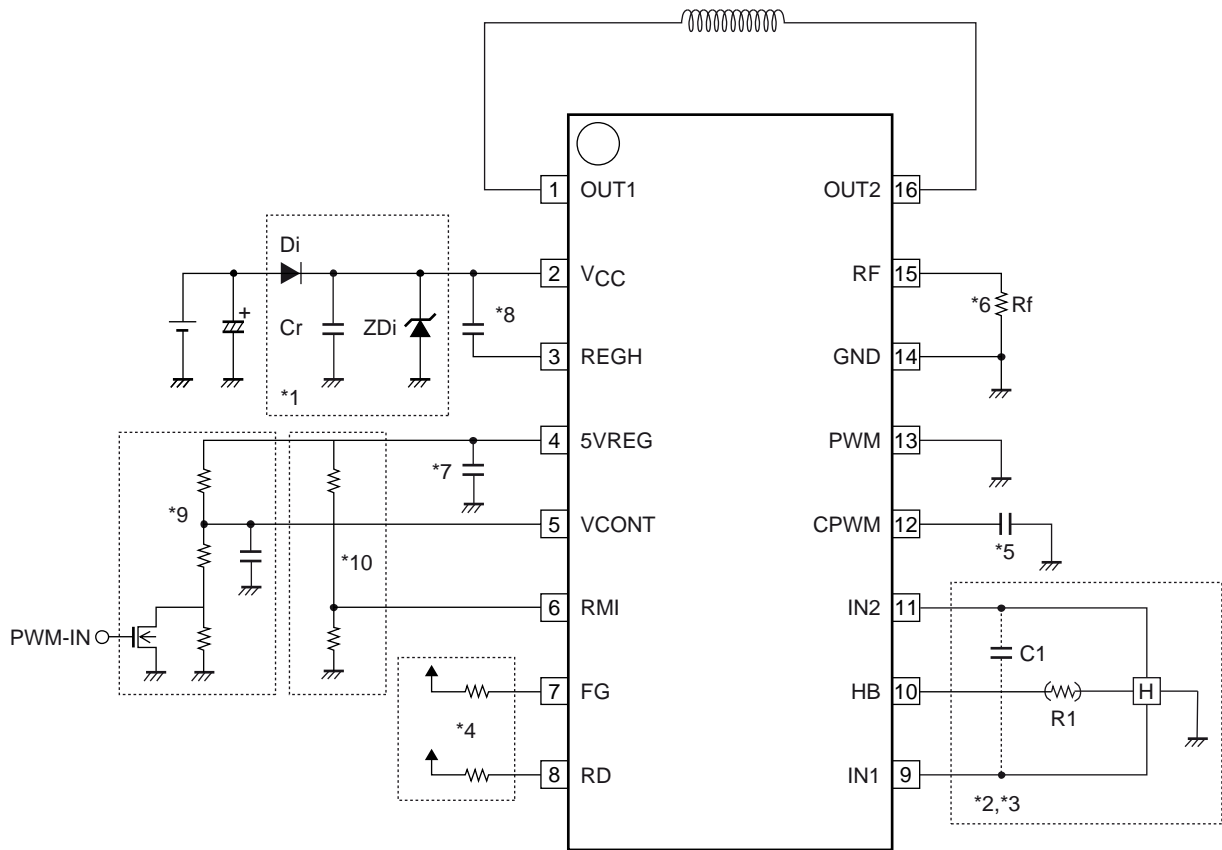 1 OUT1 OUT2 16
Di
2 VCC RF 15
+ Cr ZDi *8 *6 Rf
3 REGH GND 14
*1
4 5VREG PWM 13
*7
*9 5 VCONT CPWM 12
*5
*10
6 RMI IN2 11
PWM-IN
C1
7 FG HB 10 H
*4 R1
8 RD IN1 9
*2,*3